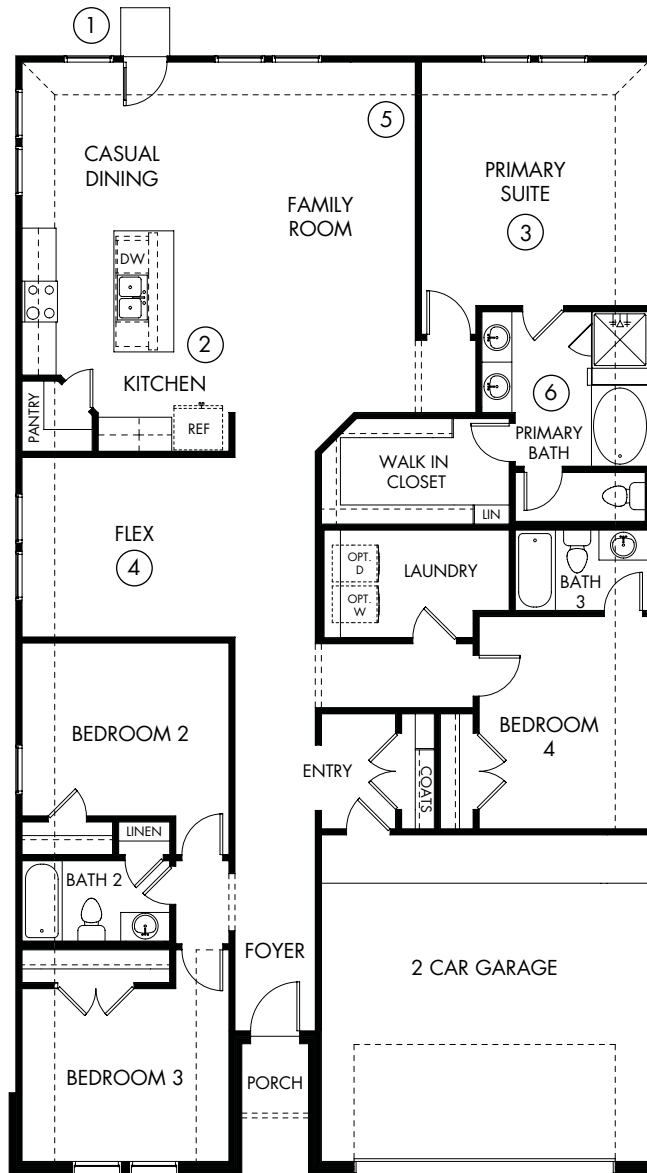 1
5
CASUAL
DINING
PRIMARY
SUITE
3
FAMILY
ROOM
DW
2
KITCHEN
PANTRY
REF
6
PRIMARY
BATH
WALK IN
CLOSET
LIN
FLEX
4
OPT.
D
OPT.
W
LAUNDRY
BATH
3
BEDROOM 2
BEDROOM
4
ENTRY
COATS
LINEN
BATH 2
FOYER
2 CAR GARAGE
BEDROOM 3
PORCH